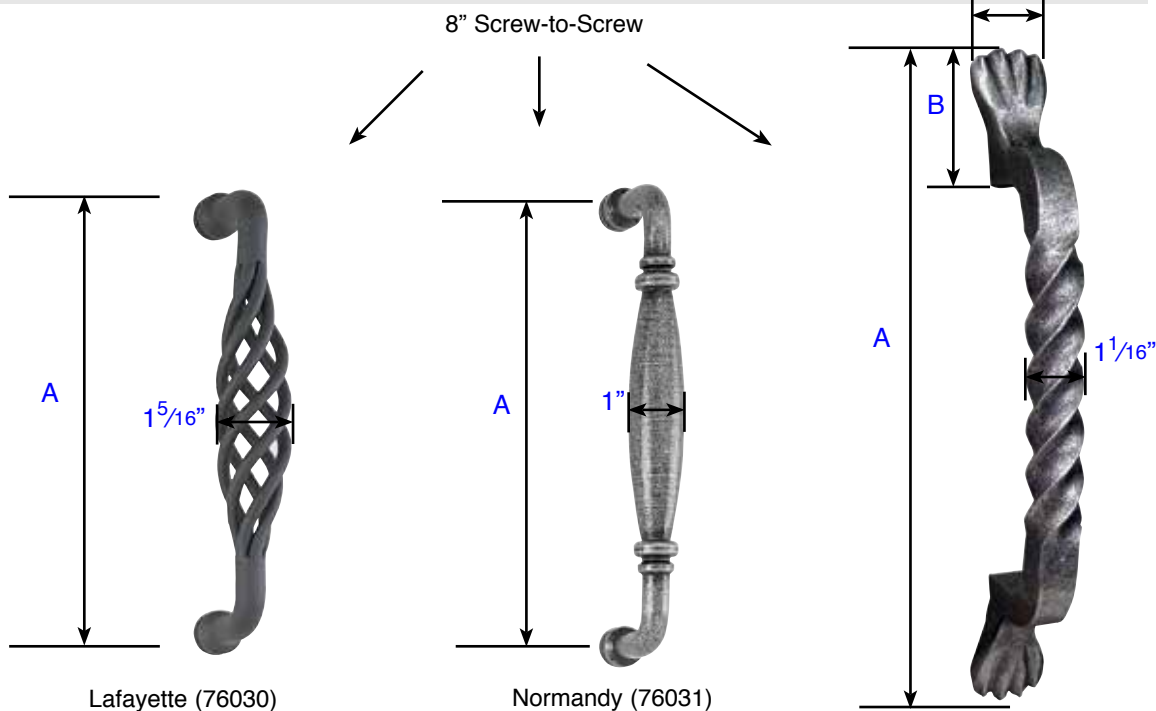 8” Screw-to-Screw
B
A
A
A
1 5/16”
1”
1 1/16”
Lafayette (76030)
Normandy (76031)